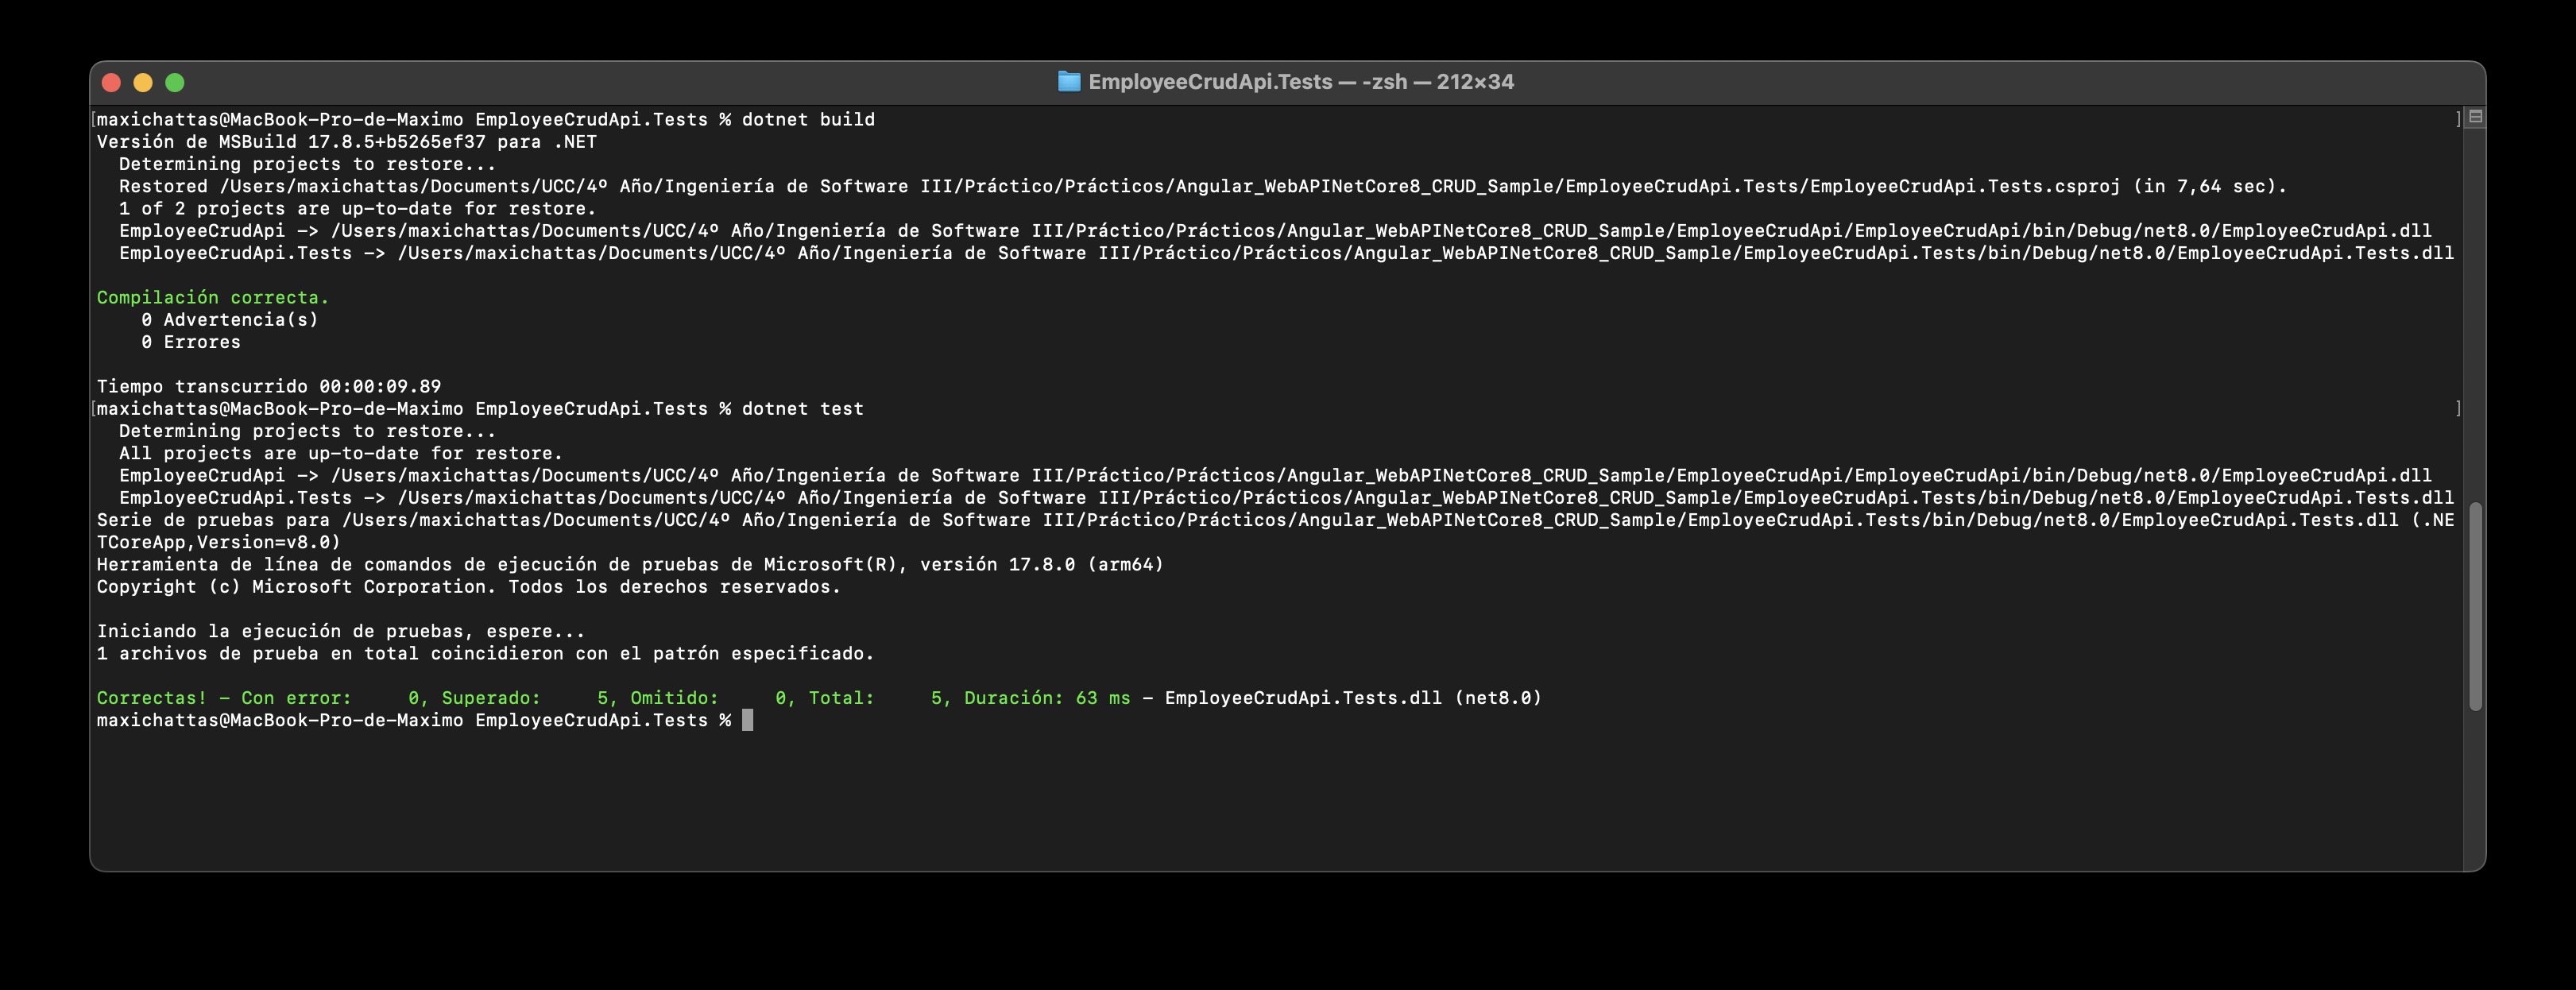 EmployeeCrudApi.Tests — -zsh — 212×34
[maxichattas@MacBook-Pro-de-Maximo EmployeeCrudApi.Tests % dotnet build ]
Versión de MSBuild 17.8.5+b5265ef37 para .NET
  Determining projects to restore...
  Restored /Users/maxichattas/Documents/UCC/4º Año/Ingeniería de Software III/Práctico/Prácticos/Angular_WebAPINetCore8_CRUD_Sample/EmployeeCrudApi.Tests/EmployeeCrudApi.Tests.csproj (in 7,64 sec).
  1 of 2 projects are up-to-date for restore.
  EmployeeCrudApi -> /Users/maxichattas/Documents/UCC/4º Año/Ingeniería de Software III/Práctico/Prácticos/Angular_WebAPINetCore8_CRUD_Sample/EmployeeCrudApi/EmployeeCrudApi/bin/Debug/net8.0/EmployeeCrudApi.dll
  EmployeeCrudApi.Tests -> /Users/maxichattas/Documents/UCC/4º Año/Ingeniería de Software III/Práctico/Prácticos/Angular_WebAPINetCore8_CRUD_Sample/EmployeeCrudApi.Tests/bin/Debug/net8.0/EmployeeCrudApi.Tests.dll
Compilación correcta.
    0 Advertencia(s)
    0 Errores
Tiempo transcurrido 00:00:09.89
[maxichattas@MacBook-Pro-de-Maximo EmployeeCrudApi.Tests % dotnet test ]
  Determining projects to restore...
  All projects are up-to-date for restore.
  EmployeeCrudApi -> /Users/maxichattas/Documents/UCC/4º Año/Ingeniería de Software III/Práctico/Prácticos/Angular_WebAPINetCore8_CRUD_Sample/EmployeeCrudApi/EmployeeCrudApi/bin/Debug/net8.0/EmployeeCrudApi.dll
  EmployeeCrudApi.Tests -> /Users/maxichattas/Documents/UCC/4º Año/Ingeniería de Software III/Práctico/Prácticos/Angular_WebAPINetCore8_CRUD_Sample/EmployeeCrudApi.Tests/bin/Debug/net8.0/EmployeeCrudApi.Tests.dll
Serie de pruebas para /Users/maxichattas/Documents/UCC/4º Año/Ingeniería de Software III/Práctico/Prácticos/Angular_WebAPINetCore8_CRUD_Sample/EmployeeCrudApi.Tests/bin/Debug/net8.0/EmployeeCrudApi.Tests.dll (.NE
TCoreApp,Version=v8.0)
Herramienta de línea de comandos de ejecución de pruebas de Microsoft(R), versión 17.8.0 (arm64)
Copyright (c) Microsoft Corporation. Todos los derechos reservados.
Iniciando la ejecución de pruebas, espere...
1 archivos de prueba en total coincidieron con el patrón especificado.
Correctas! - Con error:     0, Superado:     5, Omitido:     0, Total:     5, Duración: 63 ms - EmployeeCrudApi.Tests.dll (net8.0)
maxichattas@MacBook-Pro-de-Maximo EmployeeCrudApi.Tests %